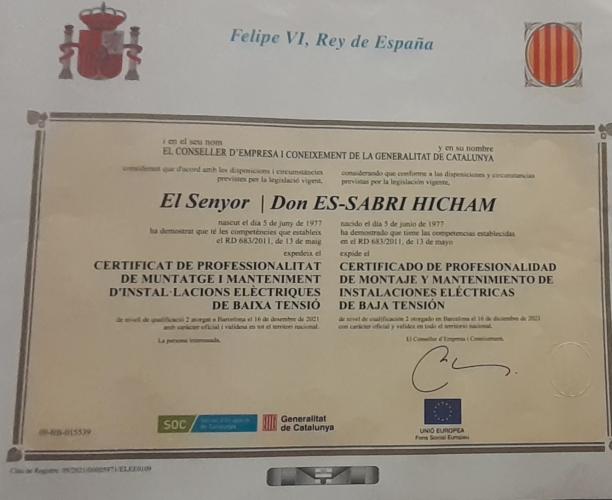 Felipe VI, Rey de España
i en el seu nom
y en su nombre
EL CONSELLER D'EMPRESA I CONEIXEMENT DE LA GENERALITAT DE CATALUNYA
considerant que d'acord amb les disposicions i circumstàncies
previstes per la legislació vigent,
considerando que conforme a las disposiciones y circunstancias
previstas por la legislación vigente,
El Senyor | Don ES-SABRI HICHAM
nascut el dia 5 de juny de 1977
ha demostrat que té les competències que estableix
el RD 683/2011, de 13 de maig
nacido el día 5 de junio de 1977
ha demostrado que tiene las competencias establecidas
en el RD 683/2011, de 13 de mayo
expedeix el
CERTIFICAT DE PROFESSIONALITAT
DE MUNTATGE I MANTENIMENT
D'INSTAL·LACIONS ELÈCTRIQUES
DE BAIXA TENSIÓ
expide el
CERTIFICADO DE PROFESIONALIDAD
DE MONTAJE Y MANTENIMIENTO DE
INSTALACIONES ELÉCTRICAS
DE BAJA TENSIÓN
de nivell de qualificació 2 atorgat a Barcelona el 16 de desembre de 2021
amb caràcter oficial i validesa en tot el territori nacional.
de nivel de cualificación 2 otorgado en Barcelona el 16 de diciembre de 2021
con carácter oficial y validez en todo el territorio nacional.
La persona interessada,
El Conseller d'Empresa i Coneixement,
SOC
Servei d'Ocupació
de Catalunya
Generalitat
de Catalunya
UNIÓ EUROPEA
Fons Social Europeu
09-BB-015539